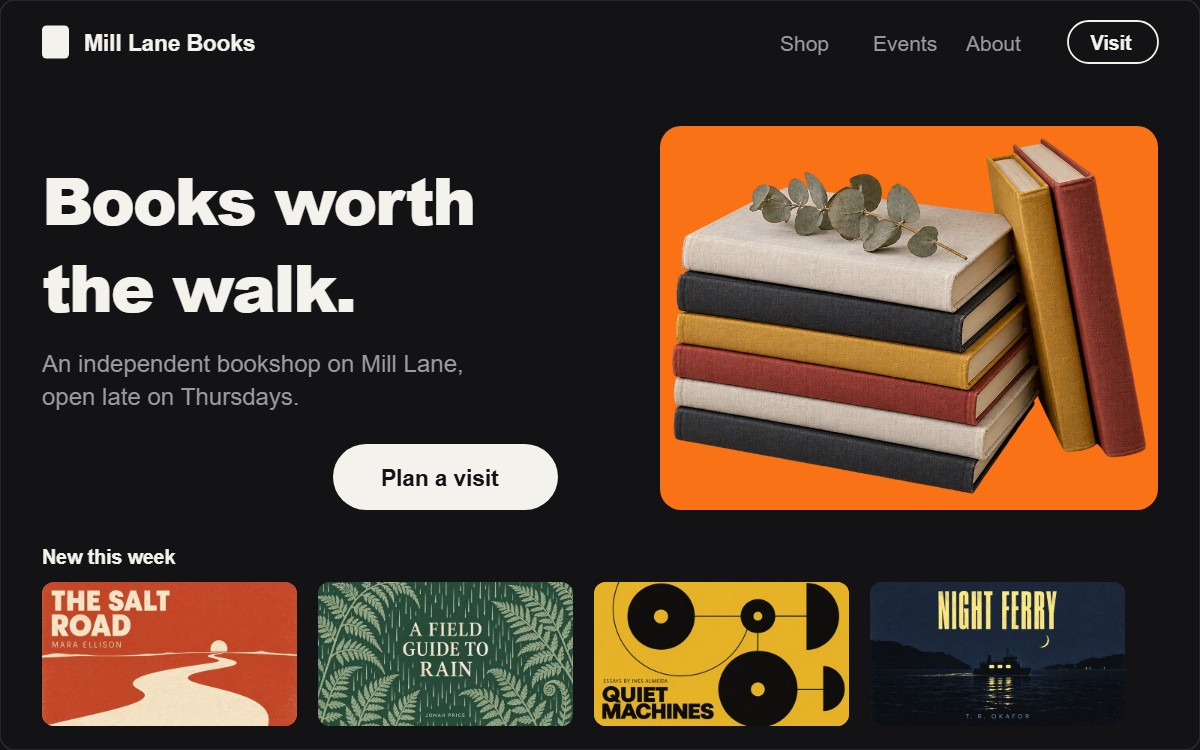 Mill Lane Books
Shop
Events
Adopt
Visit
Books worth
the walk.
An independent bookshop on Mill Lane,
open late on Thursdays.
Plan a visit
New this week
THE SALT
ROAD
MARA ELLISON
A FIELD
GUIDE TO
RAIN
JONAH PRICE
ESSAYS BY INES ALMEIDA
QUIET
MACHINES
NIGHT FERRY
T. R. OKAFOR